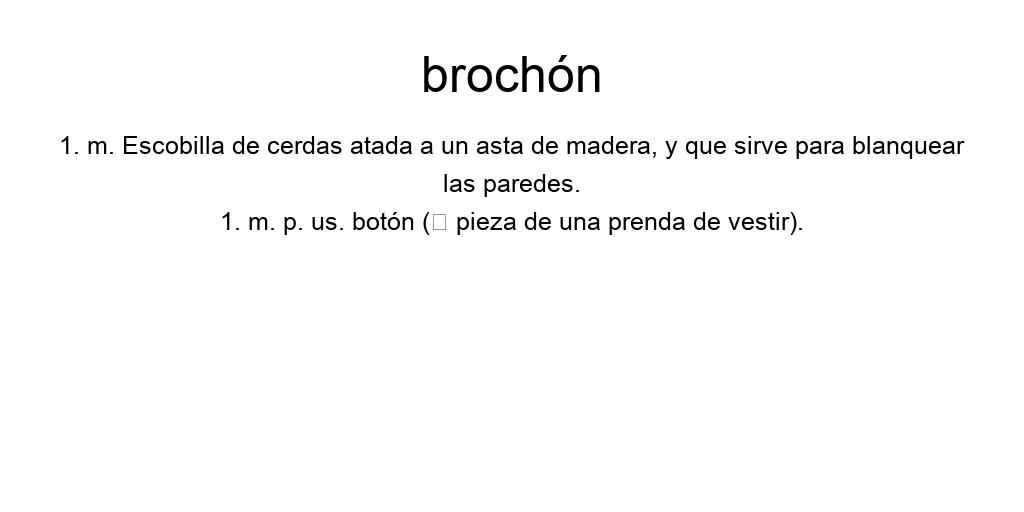 brochón
1. m. Escobilla de cerdas atada a un asta de madera, y que sirve para blanquear
las paredes.
1. m. p. us. botón (□ pieza de una prenda de vestir).